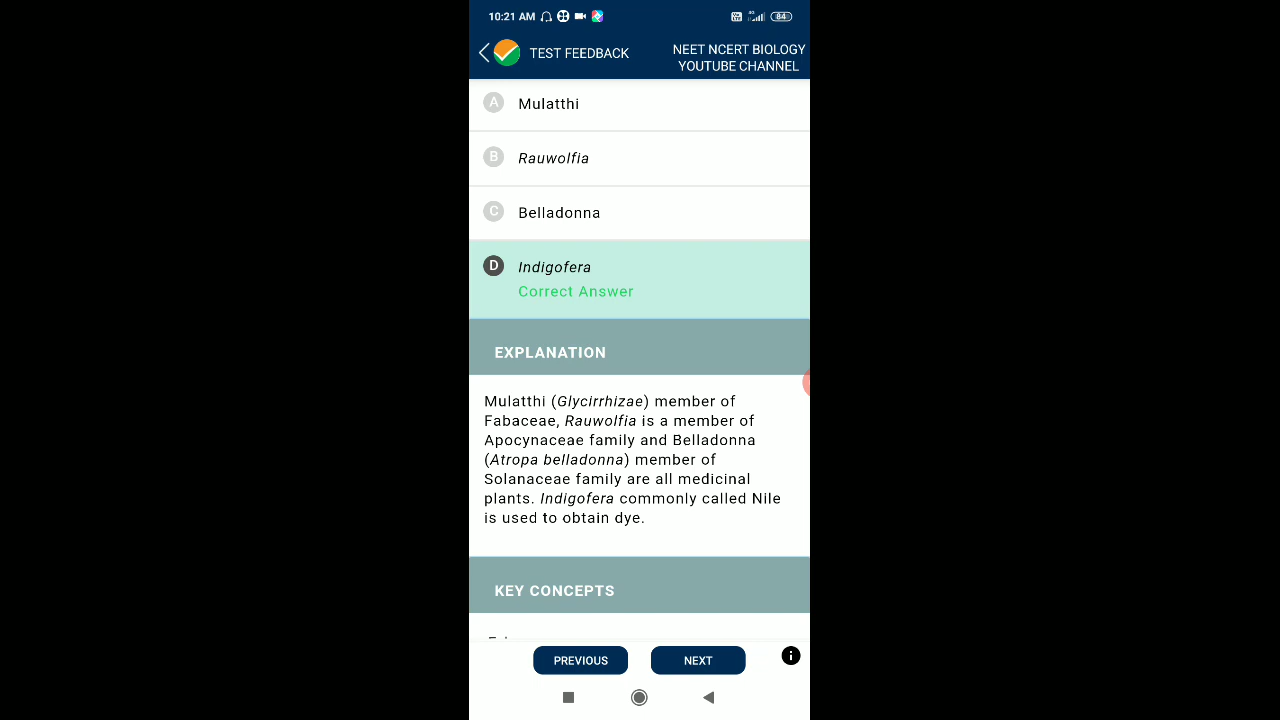 10:21 AM
84
TEST FEEDBACK
NEET NCERT BIOLOGY
YOUTUBE CHANNEL
A Mulatthi
B Rauwolfia
C Belladonna
D Indigofera
Correct Answer
EXPLANATION
Mulatthi (Glycirrhizae) member of
Fabaceae, Rauwolfia is a member of
Apocynaceae family and Belladonna
(Atropa belladonna) member of
Solanaceae family are all medicinal
plants. Indigofera commonly called Nile
is used to obtain dye.
KEY CONCEPTS
PREVIOUS
NEXT